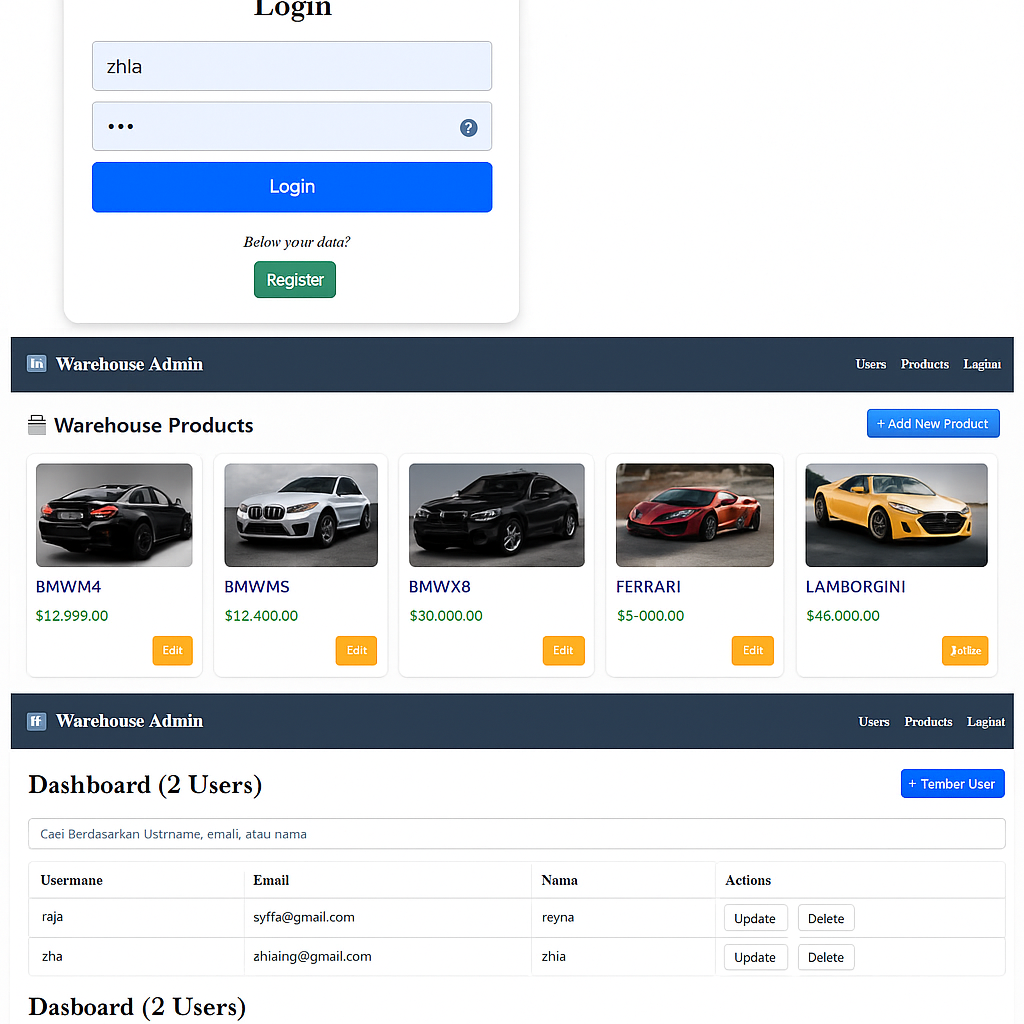 Login
zhla
•••
?
Login
Below your data?
Register
Warehouse Admin
Users Products
Warehouse Products
+ Add New Product
BMWM4
$12.999.00
Edit
BMWMS
$12.400.00
Edit
BMWX8
$30.000.00
Edit
FERRARI
$5-000.00
Edit
LAMBORGINI
$46.000.00
Warehouse Admin
Users Products Laginat
Dashboard (2 Users)
+ Tember User
Caei Berdasarkan Ustrname, emali, atau nama
Usermane Email Nama Actions
raja syffa@gmail.com reyna Update Delete
zha zhiaing@gmail.com zhia Update Delete
Dasboard (2 Users)